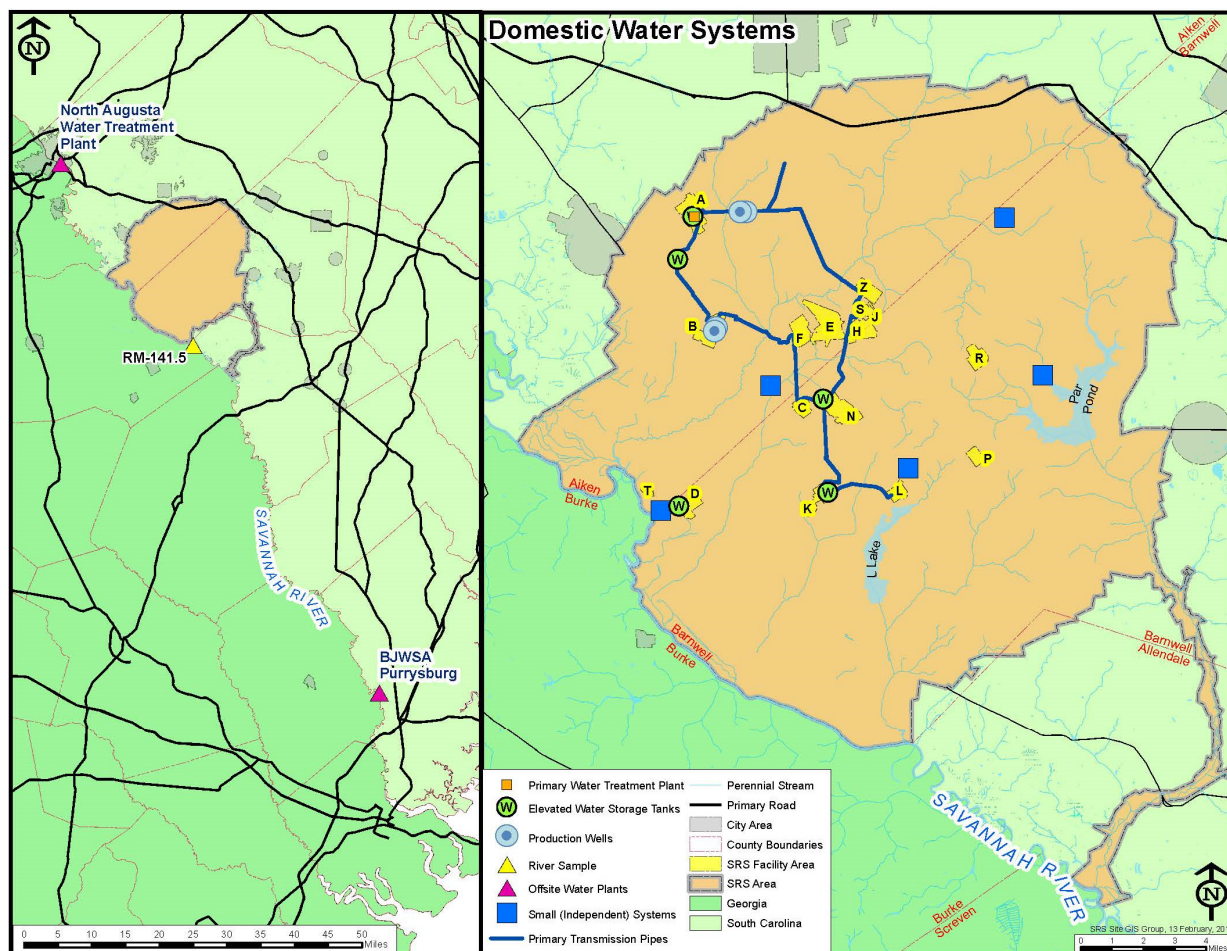 N
North Augusta
Water Treatment
Plant
RM-141.5
SAVANNAH RIVER
BJWSA
Purrysburg
0 5 10 15 20 25 30 35 40 45 50
Miles
Domestic Water Systems
Aiken
Barnwell
A
W
W
B
F
E
Z
S
J
H
R
C
W
N
Par
Pond
P
T
W
D
K
W
L
L Lake
Aiken
Burke
Barnwell
Burke
Barnwell
Allendale
SAVANNAH RIVER
Burke
Screven
Primary Water Treatment Plant
W Elevated Water Storage Tanks
Production Wells
River Sample
Offsite Water Plants
Small (Independent) Systems
Primary Transmission Pipes
Perennial Stream
Primary Road
City Area
County Boundaries
SRS Facility Area
SRS Area
Georgia
South Carolina
N
SRS Site GIS Group, 13 February, 20
0 1 2 3 4
Miles